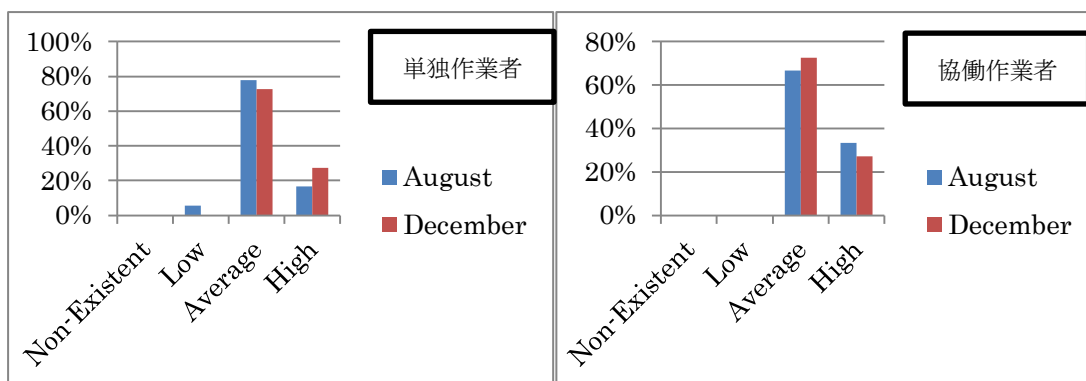 100%
80%
60%
40%
20%
0%
Non-Existent
Low
Average
High
単独作業者
August
December
80%
60%
40%
20%
0%
Non-Existent
Low
Average
High
協働作業者
August
December